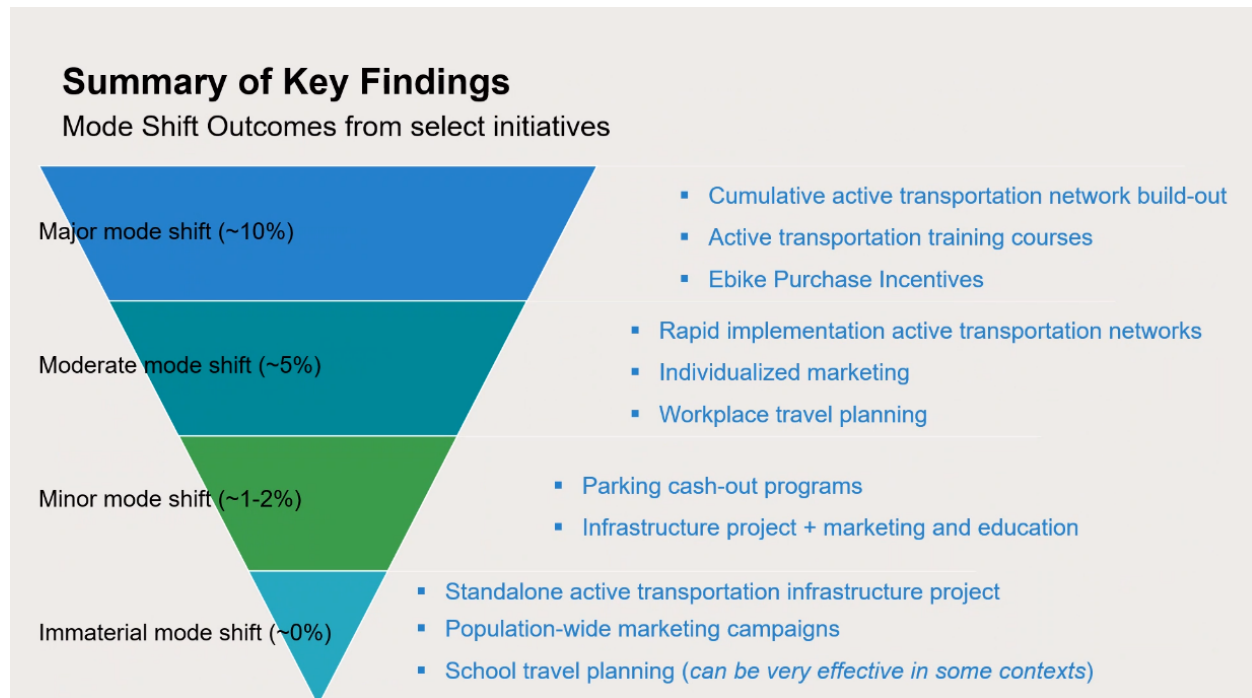 Summary of Key Findings
Mode Shift Outcomes from select initiatives
Major mode shift (~10%)
▪ Cumulative active transportation network build-out
▪ Active transportation training courses
▪ Ebike Purchase Incentives
Moderate mode shift (~5%)
▪ Rapid implementation active transportation networks
▪ Individualized marketing
▪ Workplace travel planning
Minor mode shift (~1-2%)
▪ Parking cash-out programs
▪ Infrastructure project + marketing and education
Immaterial mode shift (~0%)
▪ Standalone active transportation infrastructure project
▪ Population-wide marketing campaigns
▪ School travel planning (can be very effective in some contexts)